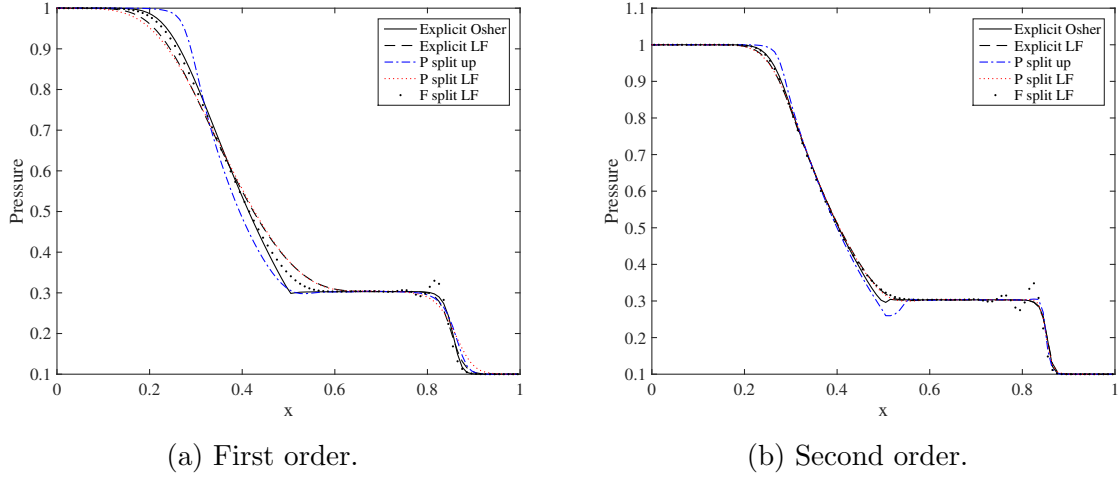 1
0.9
0.8
0.7
0.6
0.5
0.4
0.3
0.2
0.1
Pressure
0 0.2 0.4 0.6 0.8 1
x
Explicit Osher
Explicit LF
P split up
P split LF
F split LF
(a) First order.
1.1
1
0.9
0.8
0.7
0.6
0.5
0.4
0.3
0.2
0.1
Pressure
0 0.2 0.4 0.6 0.8 1
x
Explicit Osher
Explicit LF
P split up
P split LF
F split LF
(b) Second order.